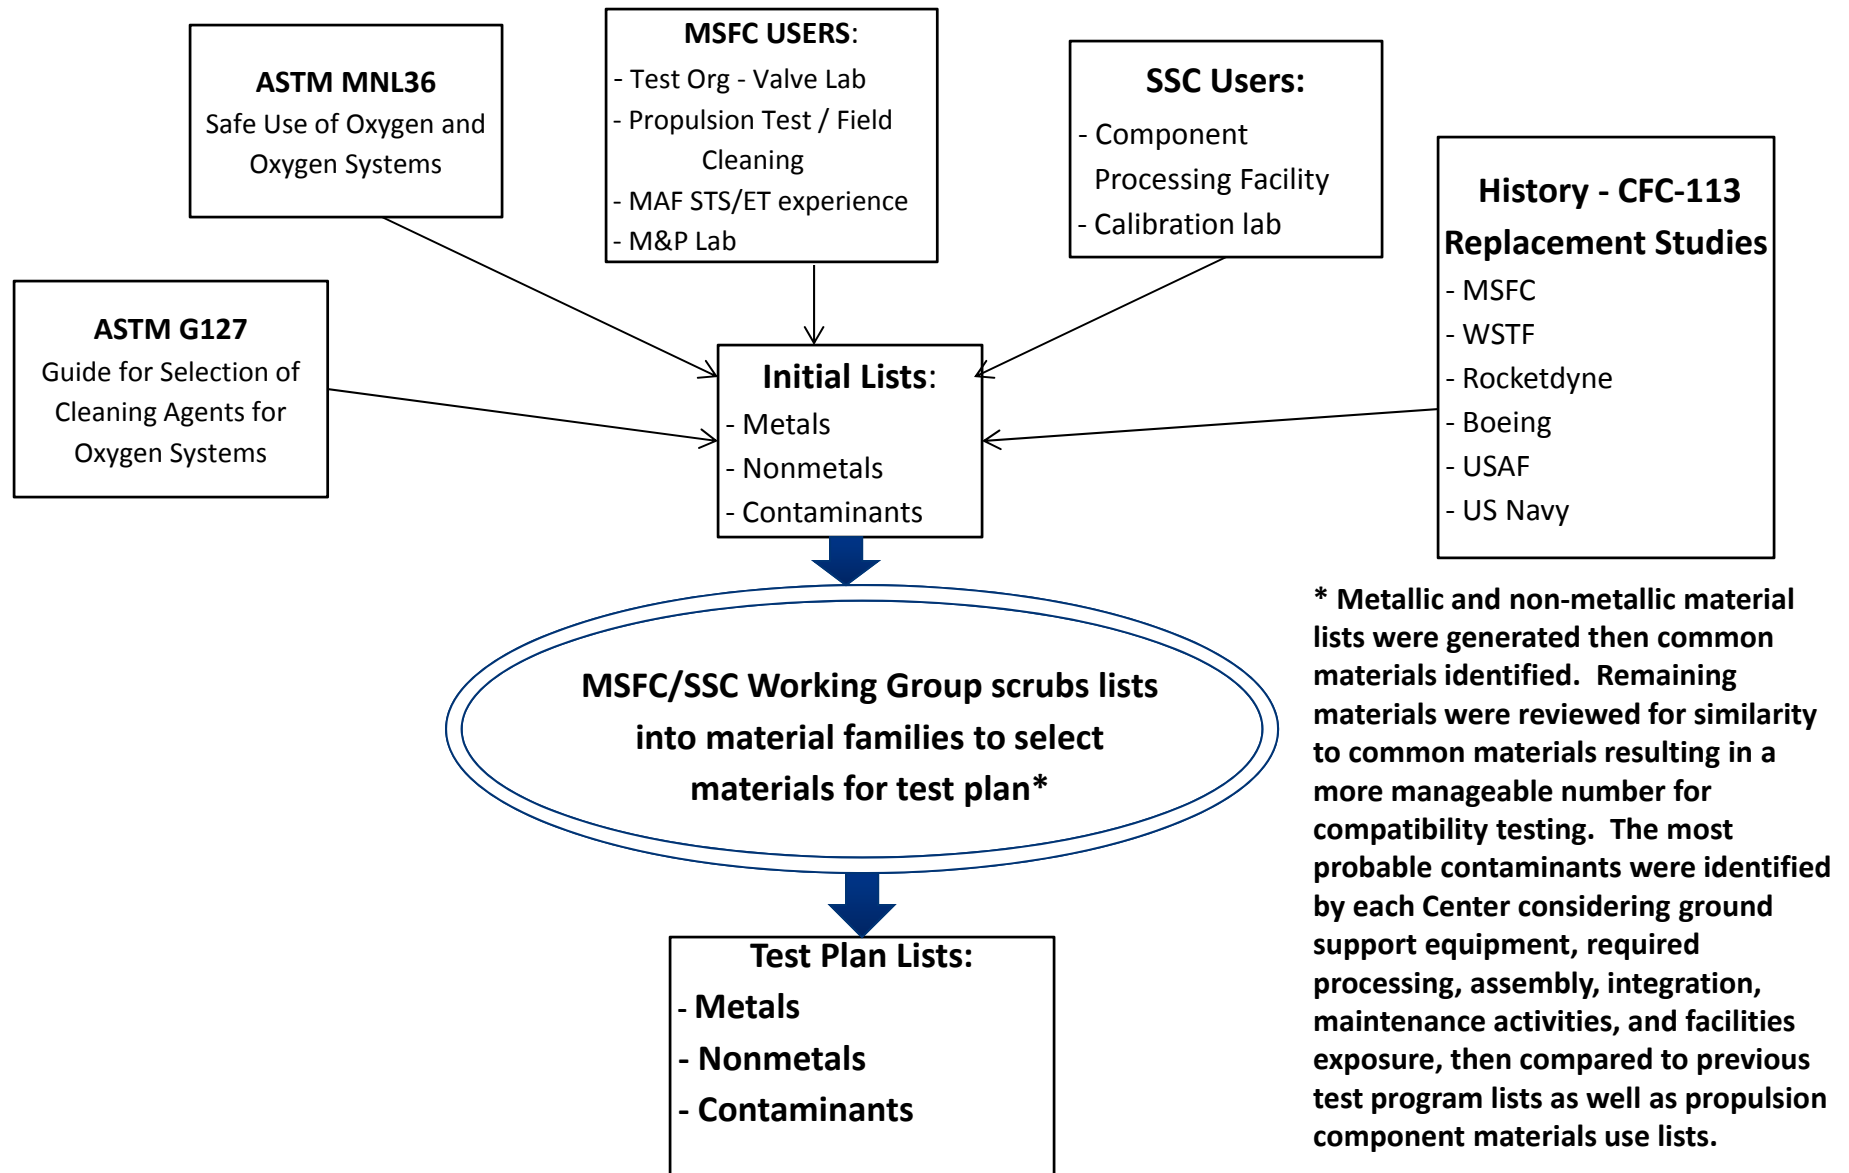 ASTM MNL36
Safe Use of Oxygen and
Oxygen Systems
MSFC USERS:
- Test Org - Valve Lab
- Propulsion Test / Field
Cleaning
- MAF STS/ET experience
- M&P Lab
SSC Users:
- Component
Processing Facility
- Calibration lab
History - CFC-113
Replacement Studies
- MSFC
- WSTF
- Rocketdyne
- Boeing
- USAF
- US Navy
ASTM G127
Guide for Selection of
Cleaning Agents for
Oxygen Systems
Initial Lists:
- Metals
- Nonmetals
- Contaminants
MSFC/SSC Working Group scrubs lists
into material families to select
materials for test plan*
Test Plan Lists:
- Metals
- Nonmetals
- Contaminants
* Metallic and non-metallic material
lists were generated then common
materials identified.  Remaining
materials were reviewed for similarity
to common materials resulting in a
more manageable number for
compatibility testing.  The most
probable contaminants were identified
by each Center considering ground
support equipment, required
processing, assembly, integration,
maintenance activities, and facilities
exposure, then compared to previous
test program lists as well as propulsion
component materials use lists.